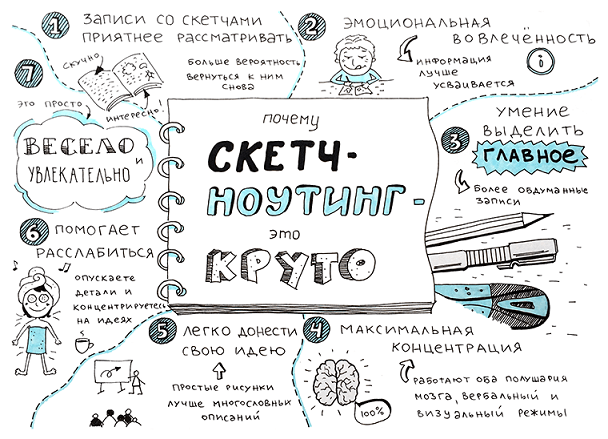 почему
СКЕТЧ-
НОУТИНГ-
это
КРУТО
1 ЗАПИСИ СО СКЕТЧАМИ
ПРИЯТНЕЕ РАССМАТРИВАТЬ
больше вероятность
вернуться к ним
снова
скучно
интересно!
2 ЭМОЦИОНАЛЬНАЯ
ВОВЛЕЧЁННОСТЬ
информация
лучше
усваивается
i
3 УМЕНИЕ
ВЫДЕЛИТЬ
ГЛАВНОЕ
более обдуманные
записи
4 МАКСИМАЛЬНАЯ
КОНЦЕНТРАЦИЯ
работают оба полушария
мозга, вербальный и
визуальный режимы
100%
5 ЛЕГКО ДОНЕСТИ
СВОЮ ИДЕЮ
простые рисунки
лучше многословных
описаний
6 ПОМОГАЕТ
РАССЛАБИТЬСЯ
опускаете
детали и
концентрируетесь
на идеях
7
это просто
ВЕСЕЛО
И
УВЛЕКАТЕЛЬНО